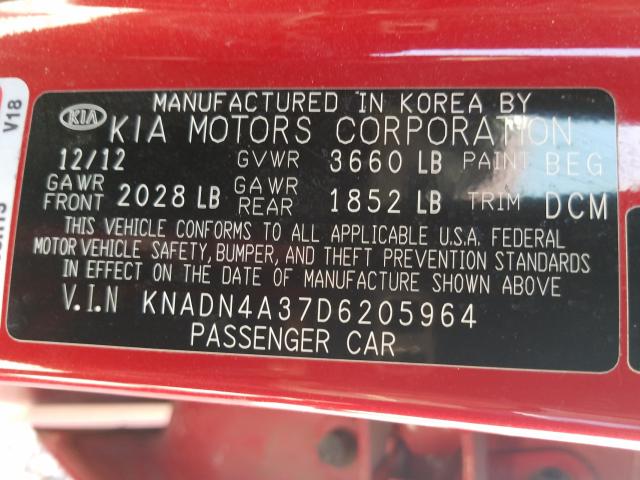 MANUFACTURED IN KOREA BY
KIA KIA MOTORS CORPORATION
12/12 GVWR 3660 LB PAINT BEG
GAWR FRONT 2028 LB GAWR REAR 1852 LB TRIM DCM
THIS VEHICLE CONFORMS TO ALL APPLICABLE U.S.A. FEDERAL
MOTOR VEHICLE SAFETY, BUMPER, AND THEFT PREVENTION STANDARDS
IN EFFECT ON THE DATE OF MANUFACTURE SHOWN ABOVE
V.I.N KNADN4A37D6205964
PASSENGER CAR
V18